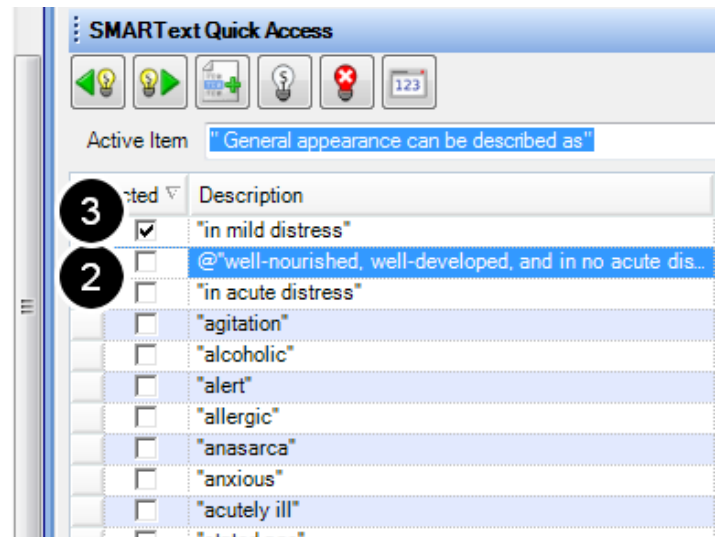 SMARText Quick Access
123
Active Item " General appearance can be described as"
cted Description
3
"in mild distress"
2
@"well-nourished, well-developed, and in no acute dis...
"in acute distress"
"agitation"
"alcoholic"
"alert"
"allergic"
"anasarca"
"anxious"
"acutely ill"